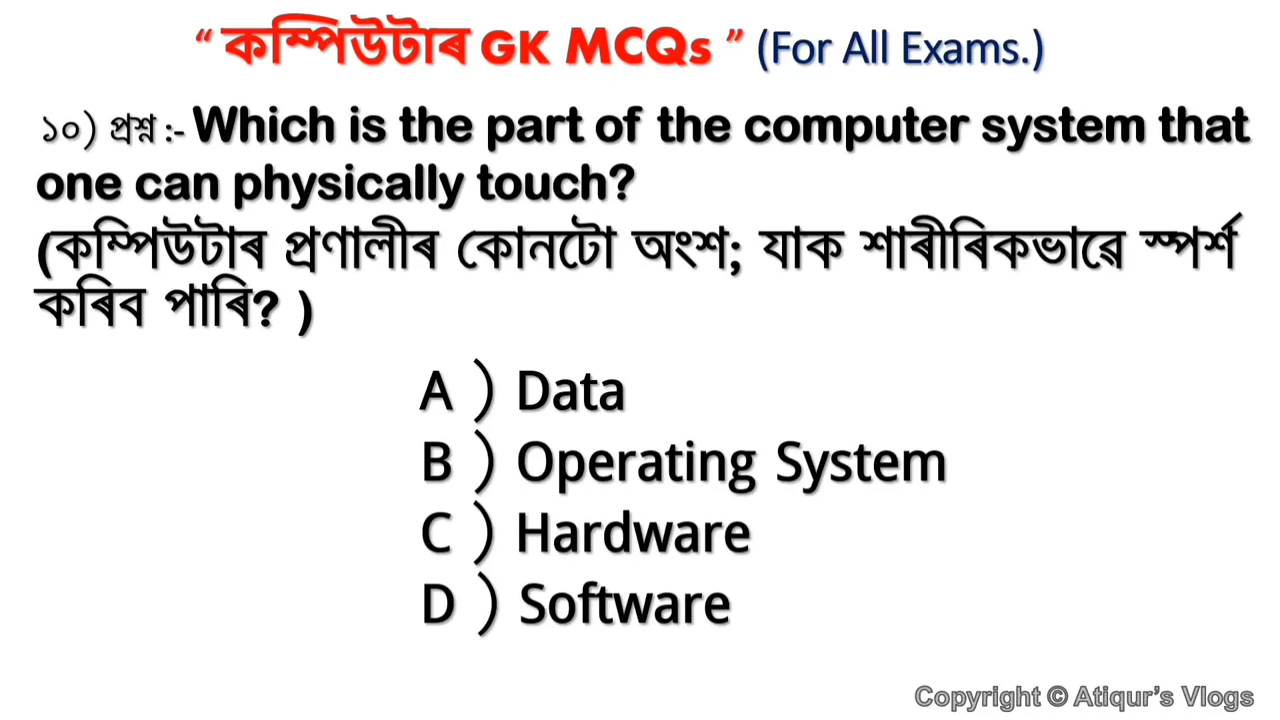 “ কম্পিউটাৰ GK MCQs ” (For All Exams.)
১০) প্ৰশ্ন :- Which is the part of the computer system that
one can physically touch?
(কম্পিউটাৰ প্ৰণালীৰ কোনটো অংশ; যাক শাৰীৰিকভাৱে স্পৰ্শ
কৰিব পাৰি? )
A ) Data
B ) Operating System
C ) Hardware
D ) Software
Copyright © Atiqur’s Vlogs